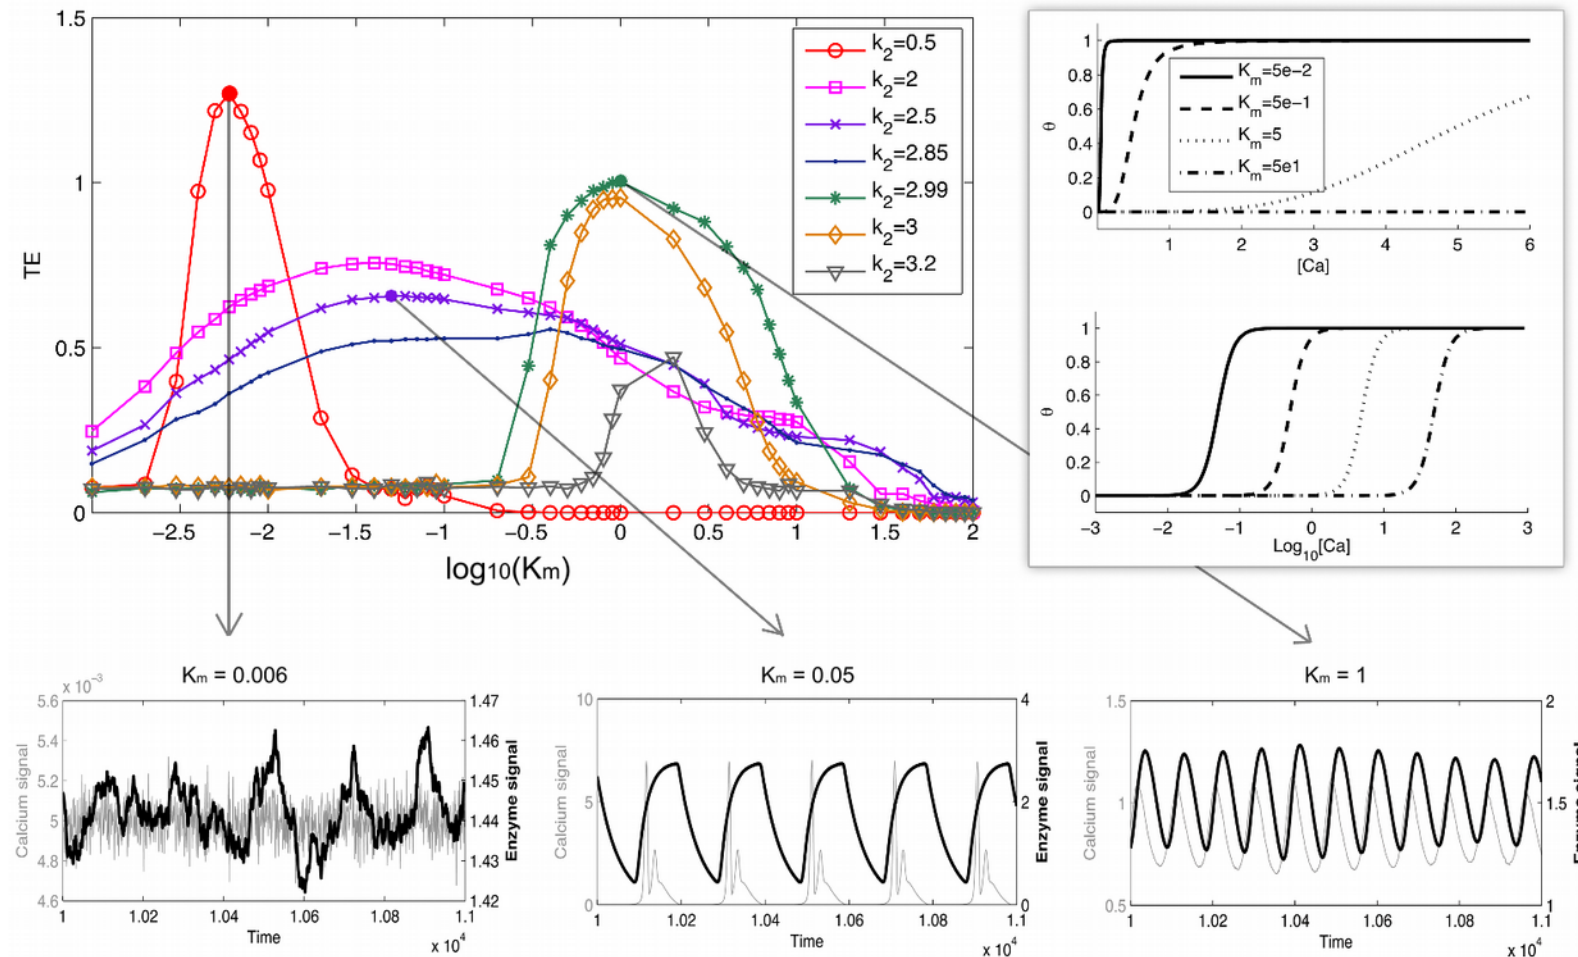 1.5
1
0.5
0
TE
−2.5 −2 −1.5 −1 −0.5 0 0.5 1 1.5 2
log10(Km)
k2=0.5
k2=2
k2=2.5
k2=2.85
k2=2.99
k2=3
k2=3.2
1
0.8
0.6
0.4
0.2
0
θ
Km=5e−2
Km=5e−1
Km=5
Km=5e1
1 2 3 4 5 6
[Ca]
1
0.8
0.6
0.4
0.2
0
θ
−3 −2 −1 0 1 2 3
Log10[Ca]
Km = 0.006
x 10−3
5.6
5.4
5.2
5
4.8
4.6
Calcium signal
1.47
1.46
1.45
1.44
1.43
1.42
Enzyme signal
1 1.02 1.04 1.06 1.08 1.1
Time
x 104
Km = 0.05
10
5
0
Calcium signal
4
2
0
Enzyme signal
1 1.02 1.04 1.06 1.08 1.1
Time
x 104
Km = 1
1.5
1
0.5
Calcium signal
2
1.5
1
Enzyme signal
1 1.02 1.04 1.06 1.08 1.1
Time
x 104